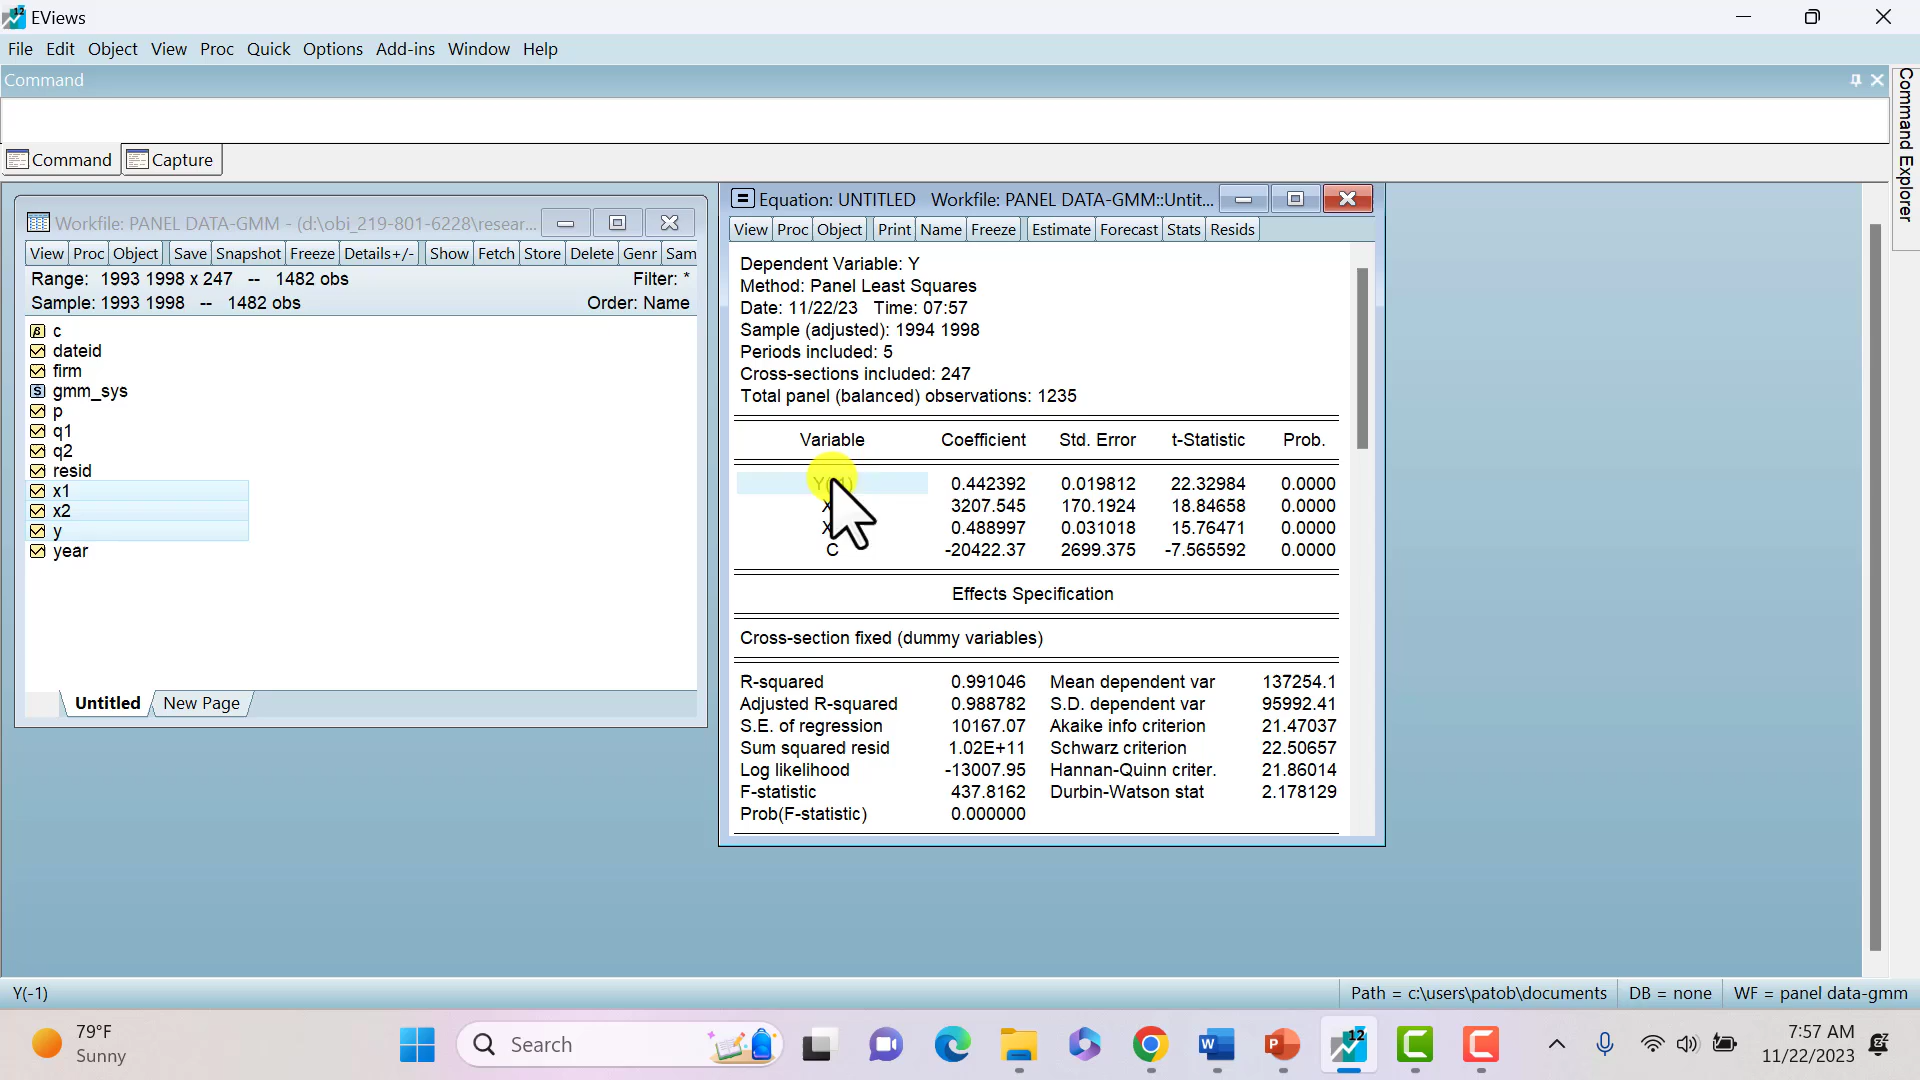 EViews
File Edit Object View Proc Quick Options Add-ins Window Help
Command
Command Capture
Command Explorer
Workfile: PANEL DATA-GMM - (d:\obi_219-801-6228\resear...
View Proc Object Save Snapshot Freeze Details+/- Show Fetch Store Delete Genr Sam
Range: 1993 1998 x 247 -- 1482 obs Filter: *
Sample: 1993 1998 -- 1482 obs Order: Name
c
dateid
firm
gmm_sys
p
q1
q2
resid
x1
x2
y
year
Untitled New Page
Equation: UNTITLED Workfile: PANEL DATA-GMM::Untit...
View Proc Object Print Name Freeze Estimate Forecast Stats Resids
Dependent Variable: Y
Method: Panel Least Squares
Date: 11/22/23 Time: 07:57
Sample (adjusted): 1994 1998
Periods included: 5
Cross-sections included: 247
Total panel (balanced) observations: 1235
Variable Coefficient Std. Error t-Statistic Prob.
0.442392 0.019812 22.32984 0.0000
3207.545 170.1924 18.84658 0.0000
0.488997 0.031018 15.76471 0.0000
C -20422.37 2699.375 -7.565592 0.0000
Effects Specification
Cross-section fixed (dummy variables)
R-squared 0.991046 Mean dependent var 137254.1
Adjusted R-squared 0.988782 S.D. dependent var 95992.41
S.E. of regression 10167.07 Akaike info criterion 21.47037
Sum squared resid 1.02E+11 Schwarz criterion 22.50657
Log likelihood -13007.95 Hannan-Quinn criter. 21.86014
F-statistic 437.8162 Durbin-Watson stat 2.178129
Prob(F-statistic) 0.000000
Y(-1) Path = c:\users\patob\documents DB = none WF = panel data-gmm
79°F
Sunny
Search
12
7:57 AM
11/22/2023